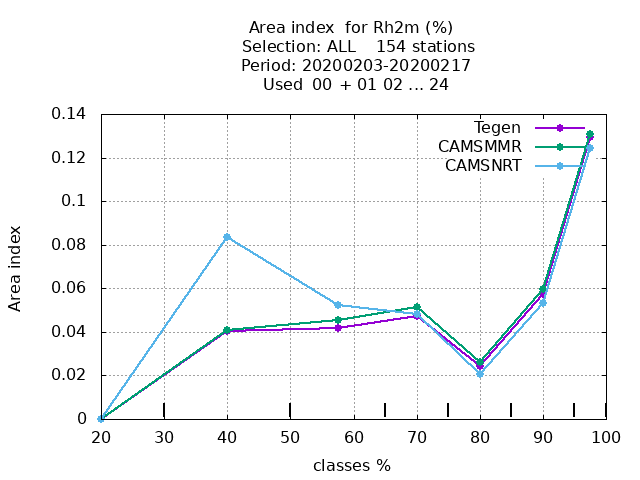 Area index  for Rh2m (%)
Selection: ALL    154 stations
Period: 20200203-20200217
Used  00 + 01 02 ... 24
Tegen
CAMSMMR
CAMSNRT
0.14
0.12
0.1
0.08
0.06
0.04
0.02
0
Area index
20 30 40 50 60 70 80 90 100
classes %